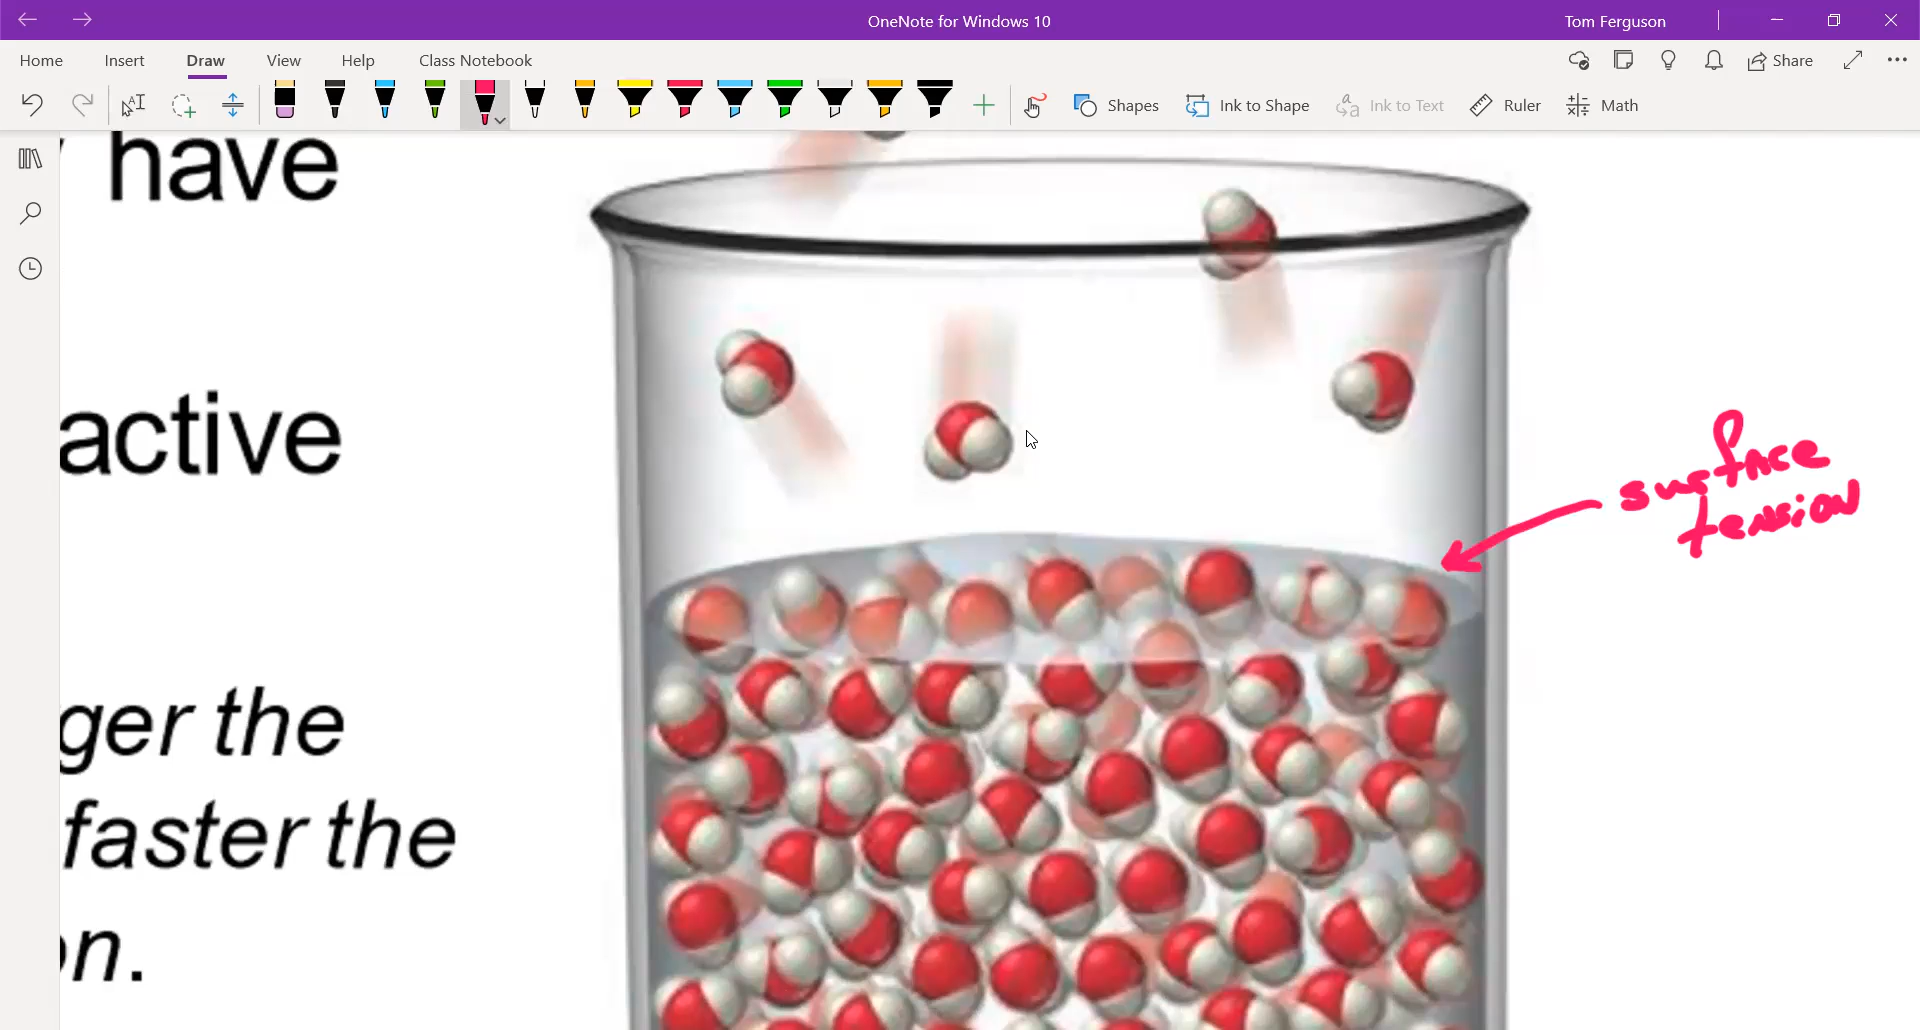 OneNote for Windows 10
Tom Ferguson
Home Insert Draw View Help Class Notebook
Share
Shapes Ink to Shape Ink to Text Ruler Math
have
active
surface
tension
ger the
faster the
on.